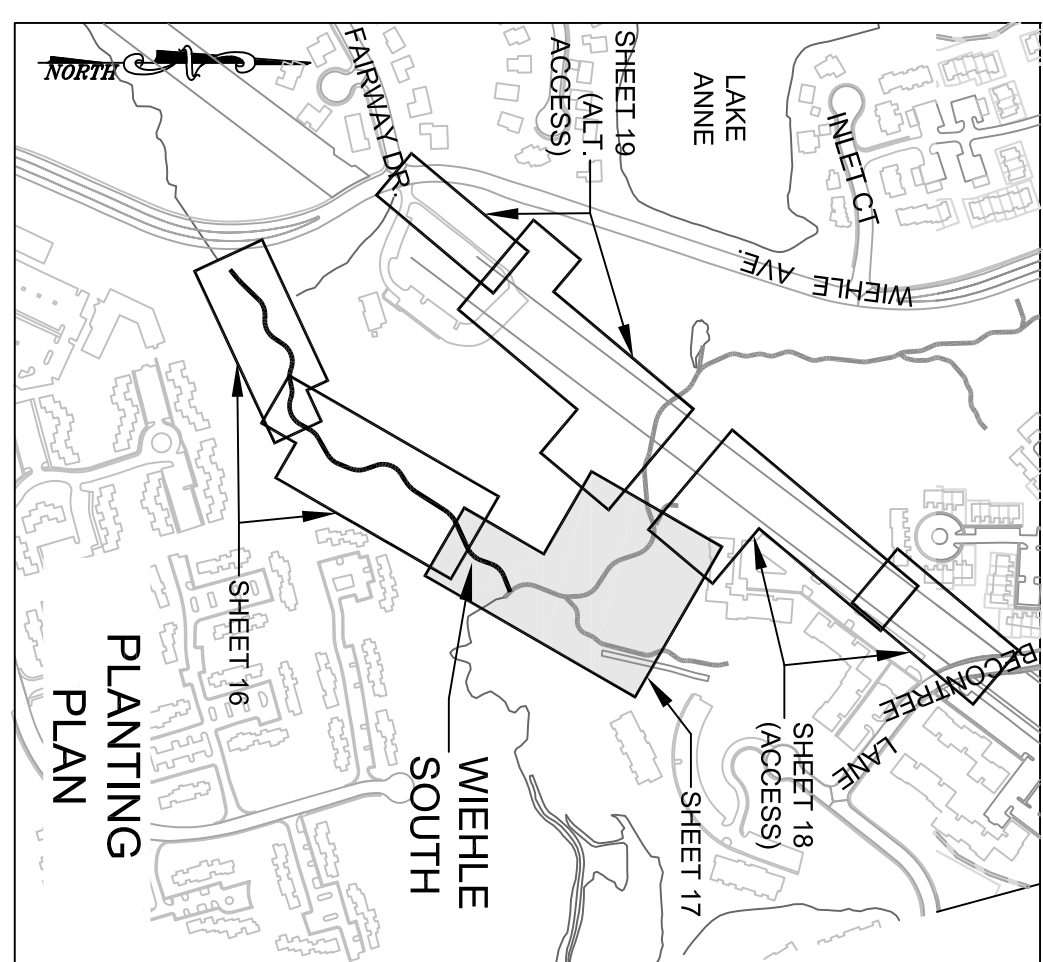 NORTH
FAIRWAY DR.
SHEET 19
(ALT.
ACCESS)
LAKE
ANNE
INLET CT
WIEHLE AVE.
SHEET 16
PLANTING
PLAN
WIEHLE
SOUTH
SHEET 17
SHEET 18
(ACCESS)
BECONTREE
LANE